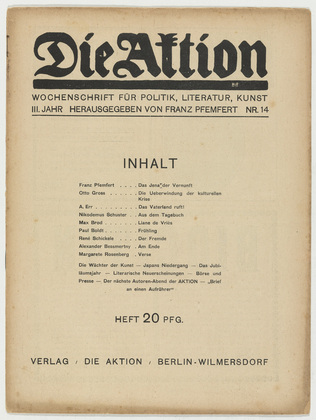 Die Aktion
WOCHENSCHRIFT FÜR POLITIK, LITERATUR, KUNST
III. JAHR HERAUSGEGEBEN VON FRANZ PFEMFERT NR. 14
INHALT
Franz Pfemfert . . . . Das Jena der Vernunft
Otto Gross . . . . . Die Ueberwindung der kulturellen
Krise
A. Err . . . . . . . . Das Vaterland ruft!
Nikodemus Schuster . . Aus dem Tagebuch
Max Brod . . . . . . Liane de Vriès
Paul Boldt . . . . . . Frühling
René Schickele . . . . Der Fremde
Alexander Bessmertny . Am Ende
Margarete Rosenberg . Verse
Die Wächter der Kunst — Japans Niedergang — Das Jubi-
läumsjahr — Literarische Neuerscheinungen — Börse und
Presse — Der nächste Autoren-Abend der AKTION — „Brief
an einen Aufrührer“
HEFT 20 PFG.
VERLAG / DIE AKTION / BERLIN-WILMERSDORF